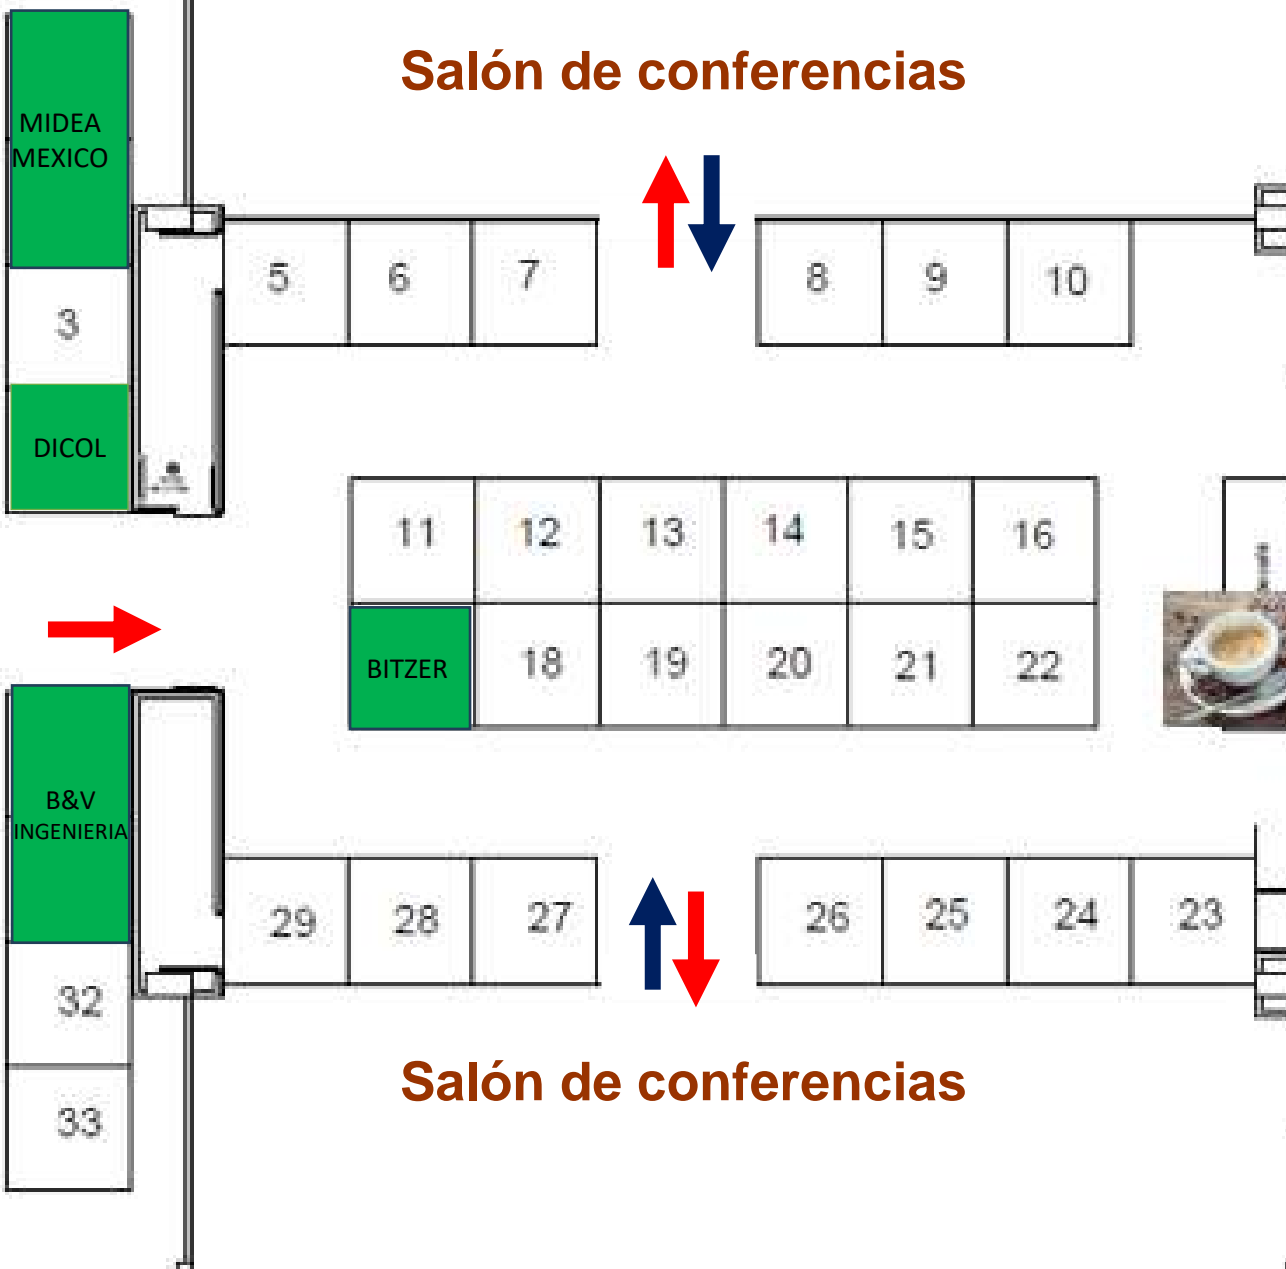 Salón de conferencias
MIDEA
MEXICO
5 6 7 8 9 10
3
DICOL
11 12 13 14 15 16
BITZER 18 19 20 21 22
B&V
INGENIERIA
29 28 27 26 25 24 23
32
Salón de conferencias
33